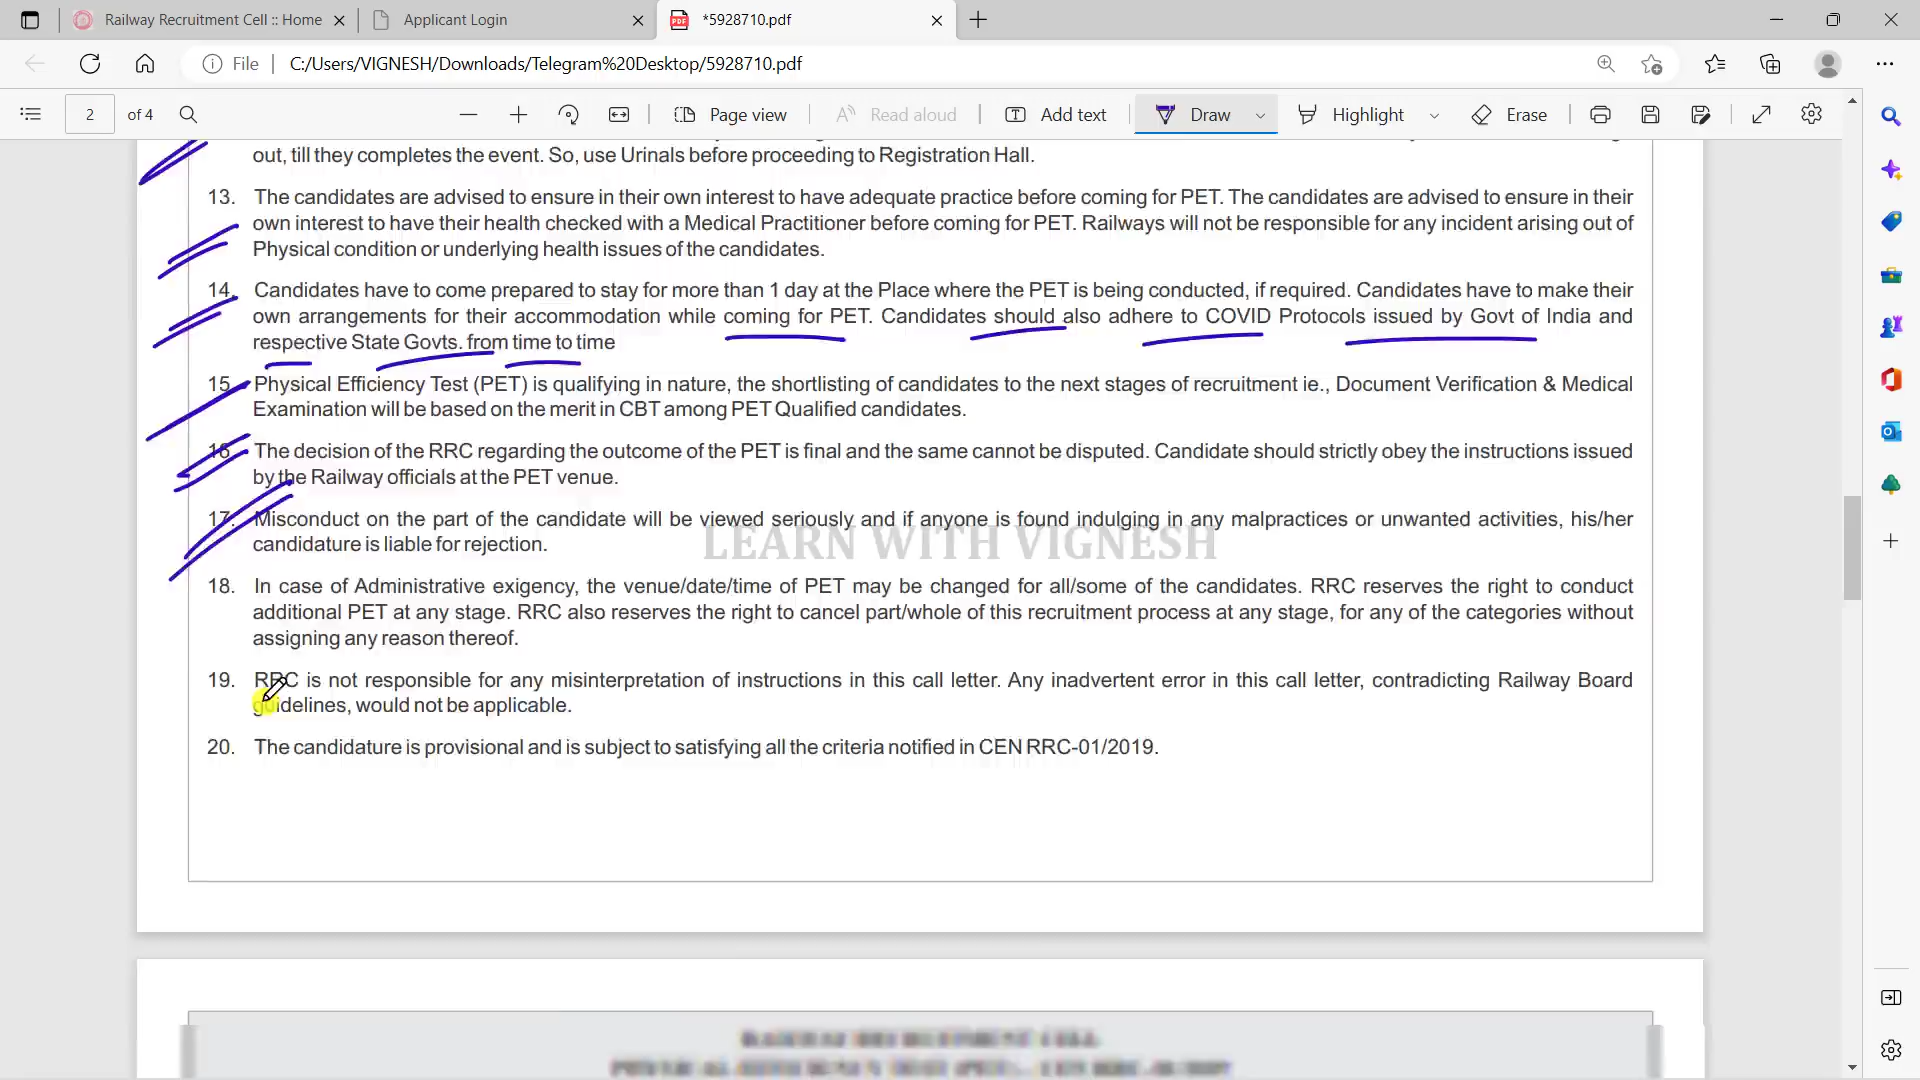 Railway Recruitment Cell :: Home
Applicant Login
*5928710.pdf
File
C:/Users/VIGNESH/Downloads/Telegram%20Desktop/5928710.pdf
2 of 4
Page view
Read aloud
Add text
Draw
Highlight
Erase
out, till they completes the event. So, use Urinals before proceeding to Registration Hall.
13. The candidates are advised to ensure in their own interest to have adequate practice before coming for PET. The candidates are advised to ensure in their
own interest to have their health checked with a Medical Practitioner before coming for PET. Railways will not be responsible for any incident arising out of
Physical condition or underlying health issues of the candidates.
14. Candidates have to come prepared to stay for more than 1 day at the Place where the PET is being conducted, if required. Candidates have to make their
own arrangements for their accommodation while coming for PET. Candidates should also adhere to COVID Protocols issued by Govt of India and
respective State Govts. from time to time
15. Physical Efficiency Test (PET) is qualifying in nature, the shortlisting of candidates to the next stages of recruitment ie., Document Verification & Medical
Examination will be based on the merit in CBT among PET Qualified candidates.
16. The decision of the RRC regarding the outcome of the PET is final and the same cannot be disputed. Candidate should strictly obey the instructions issued
by the Railway officials at the PET venue.
17. Misconduct on the part of the candidate will be viewed seriously and if anyone is found indulging in any malpractices or unwanted activities, his/her
candidature is liable for rejection.
LEARN WITH VIGNESH
18. In case of Administrative exigency, the venue/date/time of PET may be changed for all/some of the candidates. RRC reserves the right to conduct
additional PET at any stage. RRC also reserves the right to cancel part/whole of this recruitment process at any stage, for any of the categories without
assigning any reason thereof.
19. RRC is not responsible for any misinterpretation of instructions in this call letter. Any inadvertent error in this call letter, contradicting Railway Board
guidelines, would not be applicable.
20. The candidature is provisional and is subject to satisfying all the criteria notified in CEN RRC-01/2019.